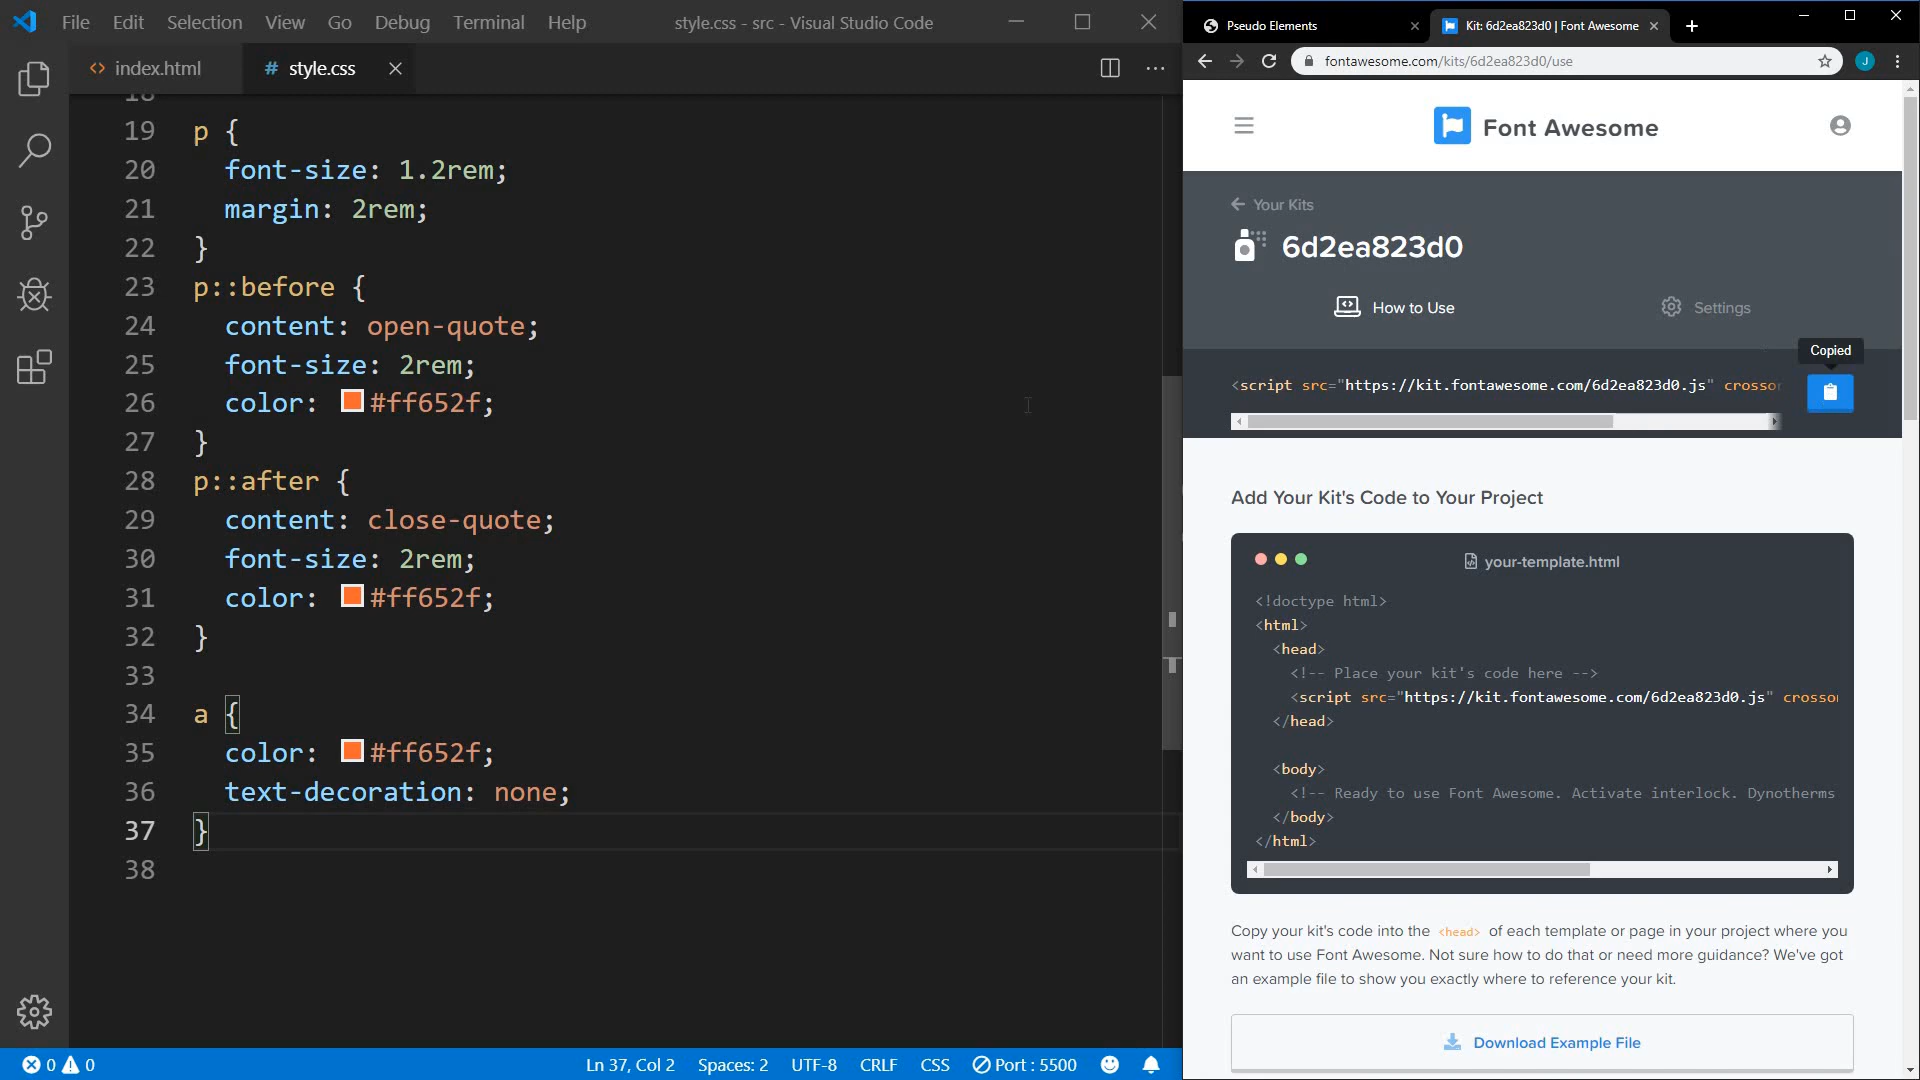 File Edit Selection View Go Debug Terminal Help style.css - src - Visual Studio Code
index.html # style.css
18
19 p {
20 font-size: 1.2rem;
21 margin: 2rem;
22 }
23 p::before {
24 content: open-quote;
25 font-size: 2rem;
26 color: #ff652f;
27 }
28 p::after {
29 content: close-quote;
30 font-size: 2rem;
31 color: #ff652f;
32 }
33
34 a {
35 color: #ff652f;
36 text-decoration: none;
37 }
38
0 0 Ln 37, Col 2 Spaces: 2 UTF-8 CRLF CSS Port : 5500
Pseudo Elements Kit: 6d2ea823d0 | Font Awesome
fontawesome.com/kits/6d2ea823d0/use J
Font Awesome
Your Kits
6d2ea823d0
How to Use Settings
Copied
<script src="https://kit.fontawesome.com/6d2ea823d0.js" crossor
Add Your Kit's Code to Your Project
your-template.html
<!doctype html>
<html>
<head>
<!-- Place your kit's code here -->
<script src="https://kit.fontawesome.com/6d2ea823d0.js" crossor
</head>
<body>
<!-- Ready to use Font Awesome. Activate interlock. Dynotherms
</body>
</html>
Copy your kit's code into the <head> of each template or page in your project where you
want to use Font Awesome. Not sure how to do that or need more guidance? We've got
an example file to show you exactly where to reference your kit.
Download Example File